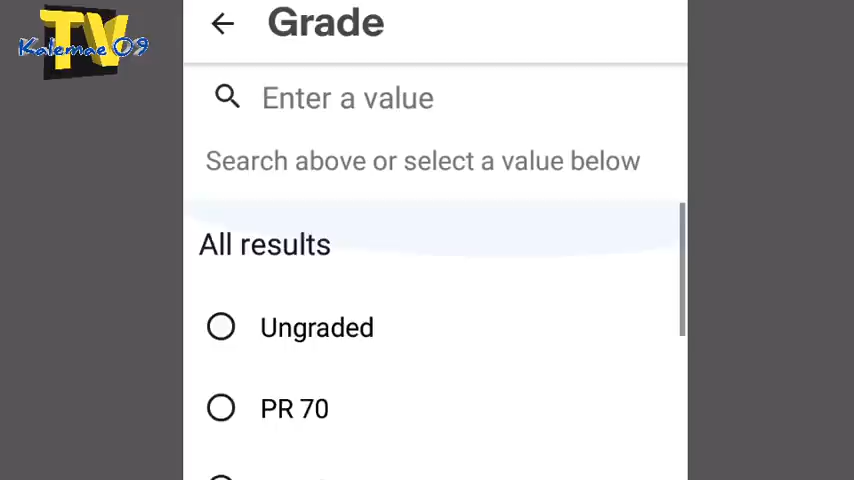 TV
Kalemae 09
Grade
Enter a value
Search above or select a value below
All results
Ungraded
PR 70